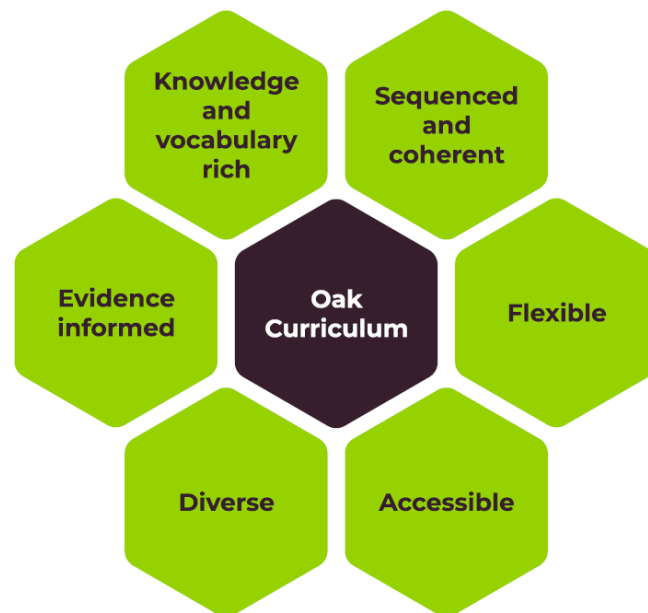 Knowledge
and
vocabulary
rich
Sequenced
and
coherent
Evidence
informed
Oak
Curriculum
Flexible
Diverse
Accessible